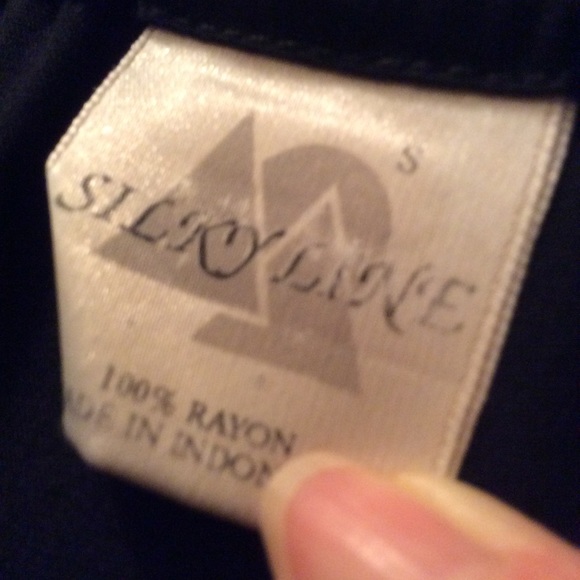 S
SILKY LINE
100% RAYON
ADE IN INDON